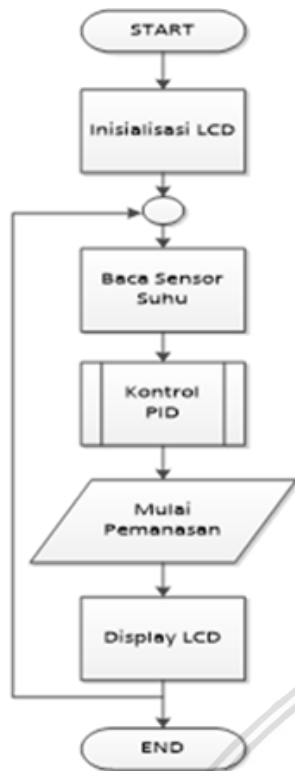 START
Inisialisasi LCD
Baca Sensor
Suhu
Kontrol
PID
Mulai
Pemanasan
Display LCD
END